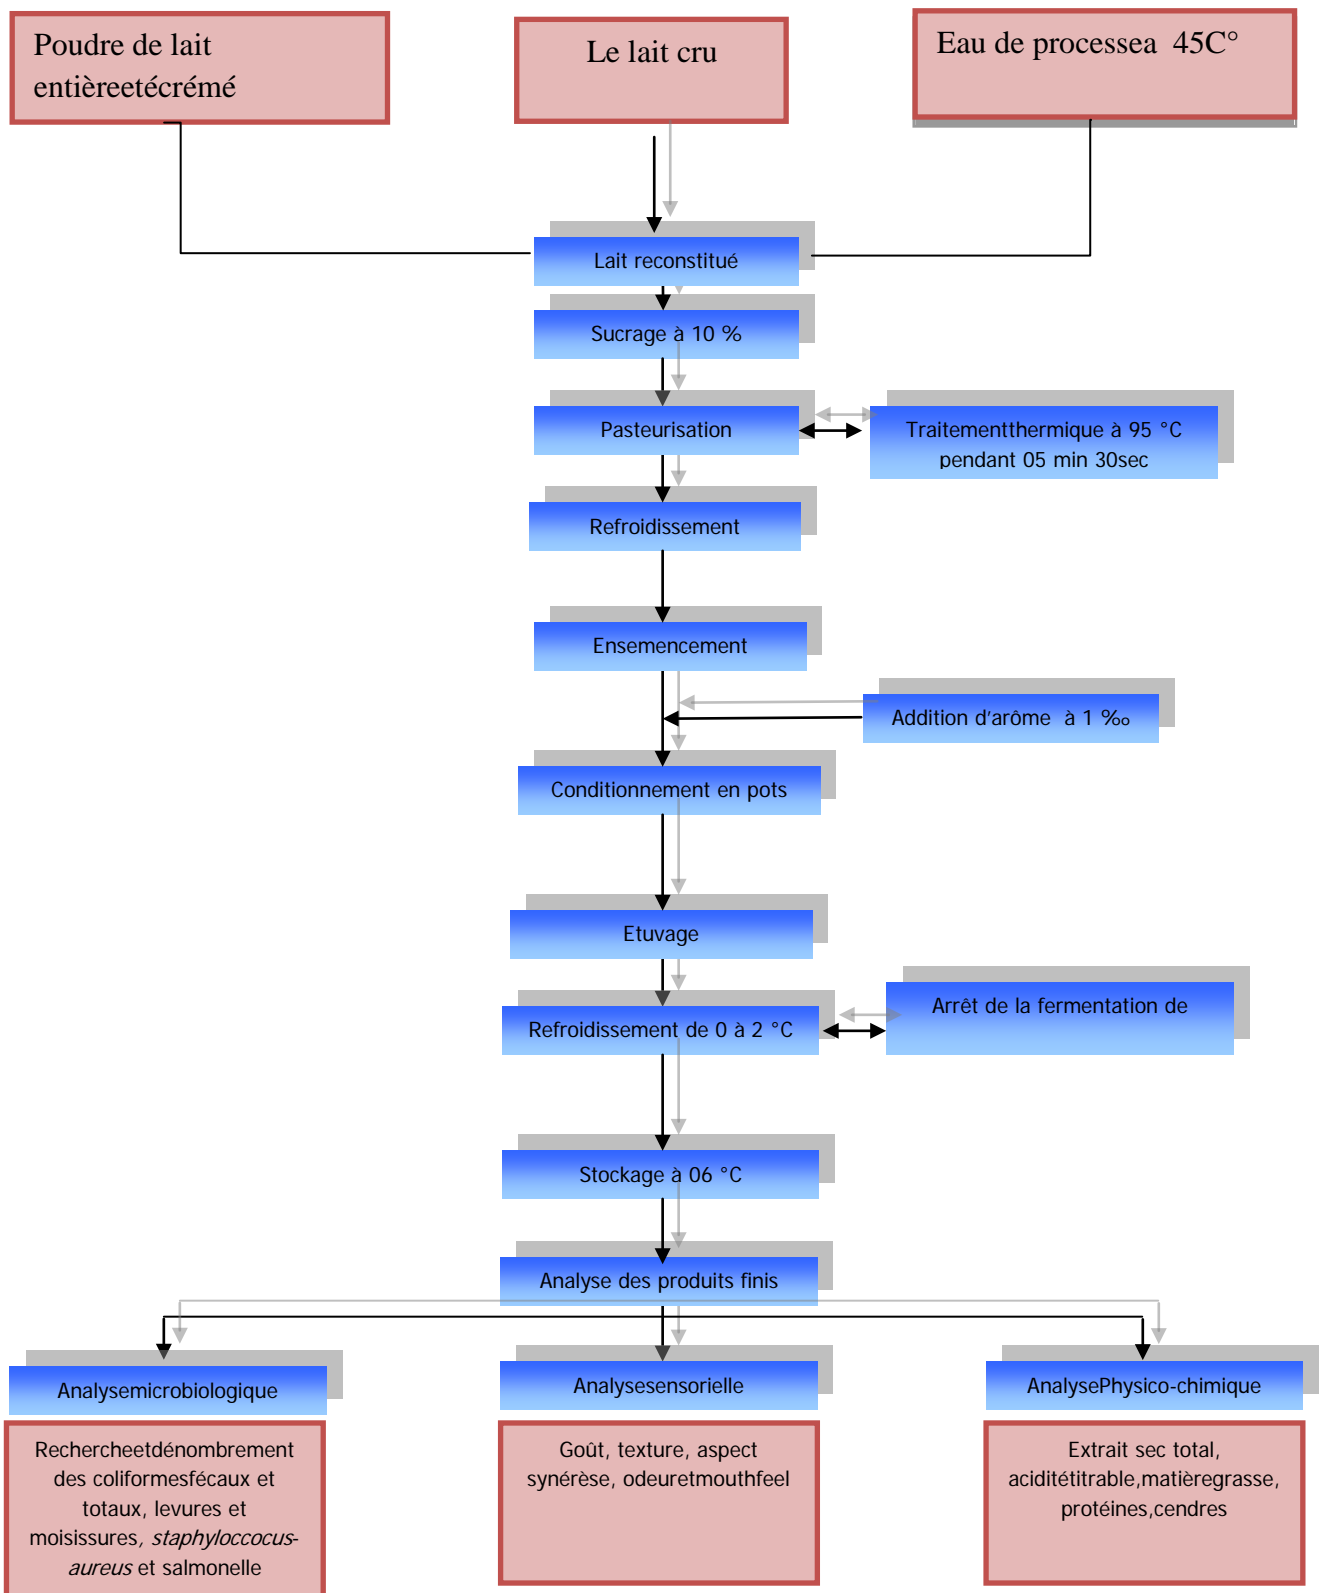 Poudre de lait
entièreetécrémé
Le lait cru
Eau de processea 45C°
Lait reconstitué
Sucrage à 10 %
Pasteurisation
Traitementthermique à 95 °C
pendant 05 min 30sec
Refroidissement
Ensemencement
Addition d'arôme à 1 ‰
Conditionnement en pots
Etuvage
Refroidissement de 0 à 2 °C
Arrêt de la fermentation de
Stockage à 06 °C
Analyse des produits finis
Analysemicrobiologique
Analysesensorielle
AnalysePhysico-chimique
Rechercheetdénombrement
des coliformesfécaux et
totaux, levures et
moisissures, staphyloccocus-
aureus et salmonelle
Goût, texture, aspect
synérèse, odeuretmouthfeel
Extrait sec total,
aciditétitrable,matièregrasse,
protéines,cendres